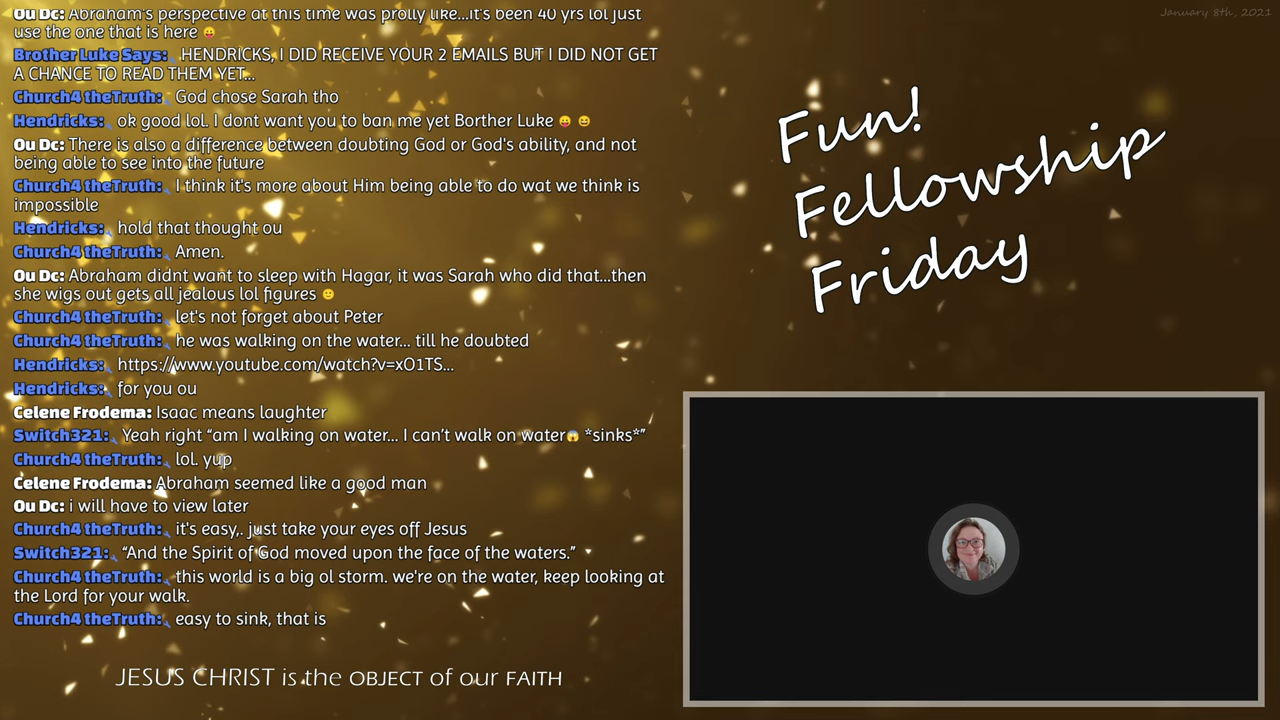 Ou Dc: Abraham's perspective at this time was prolly like...it's been 40 yrs lol just
use the one that is here 😛
Brother Luke Says: HENDRICKS, I DID RECEIVE YOUR 2 EMAILS BUT I DID NOT GET
A CHANCE TO READ THEM YET...
Church4 theTruth: God chose Sarah tho
Hendricks: ok good lol. I dont want you to ban me yet Borther Luke 😛 😆
Ou Dc: There is also a difference between doubting God or God's ability, and not
being able to see into the future
Church4 theTruth: I think it's more about Him being able to do wat we think is
impossible
Hendricks: hold that thought ou
Church4 theTruth: Amen.
Ou Dc: Abraham didnt want to sleep with Hagar, it was Sarah who did that...then
she wigs out gets all jealous lol figures 🙂
Church4 theTruth: let's not forget about Peter
Church4 theTruth: he was walking on the water... till he doubted
Hendricks: https://www.youtube.com/watch?v=xO1TS...
Hendricks: for you ou
Celene Frodema: Isaac means laughter
Switch321: Yeah right “am I walking on water... I can’t walk on water😱 *sinks*”
Church4 theTruth: lol. yup
Celene Frodema: Abraham seemed like a good man
Ou Dc: i will have to view later
Church4 theTruth: it's easy,. just take your eyes off Jesus
Switch321: “And the Spirit of God moved upon the face of the waters.”
Church4 theTruth: this world is a big ol storm. we're on the water, keep looking at
the Lord for your walk.
Church4 theTruth: easy to sink, that is
JESUS CHRIST is the OBJECT of our FAITH
January 8th, 2021
Fun!
Fellowship
Friday